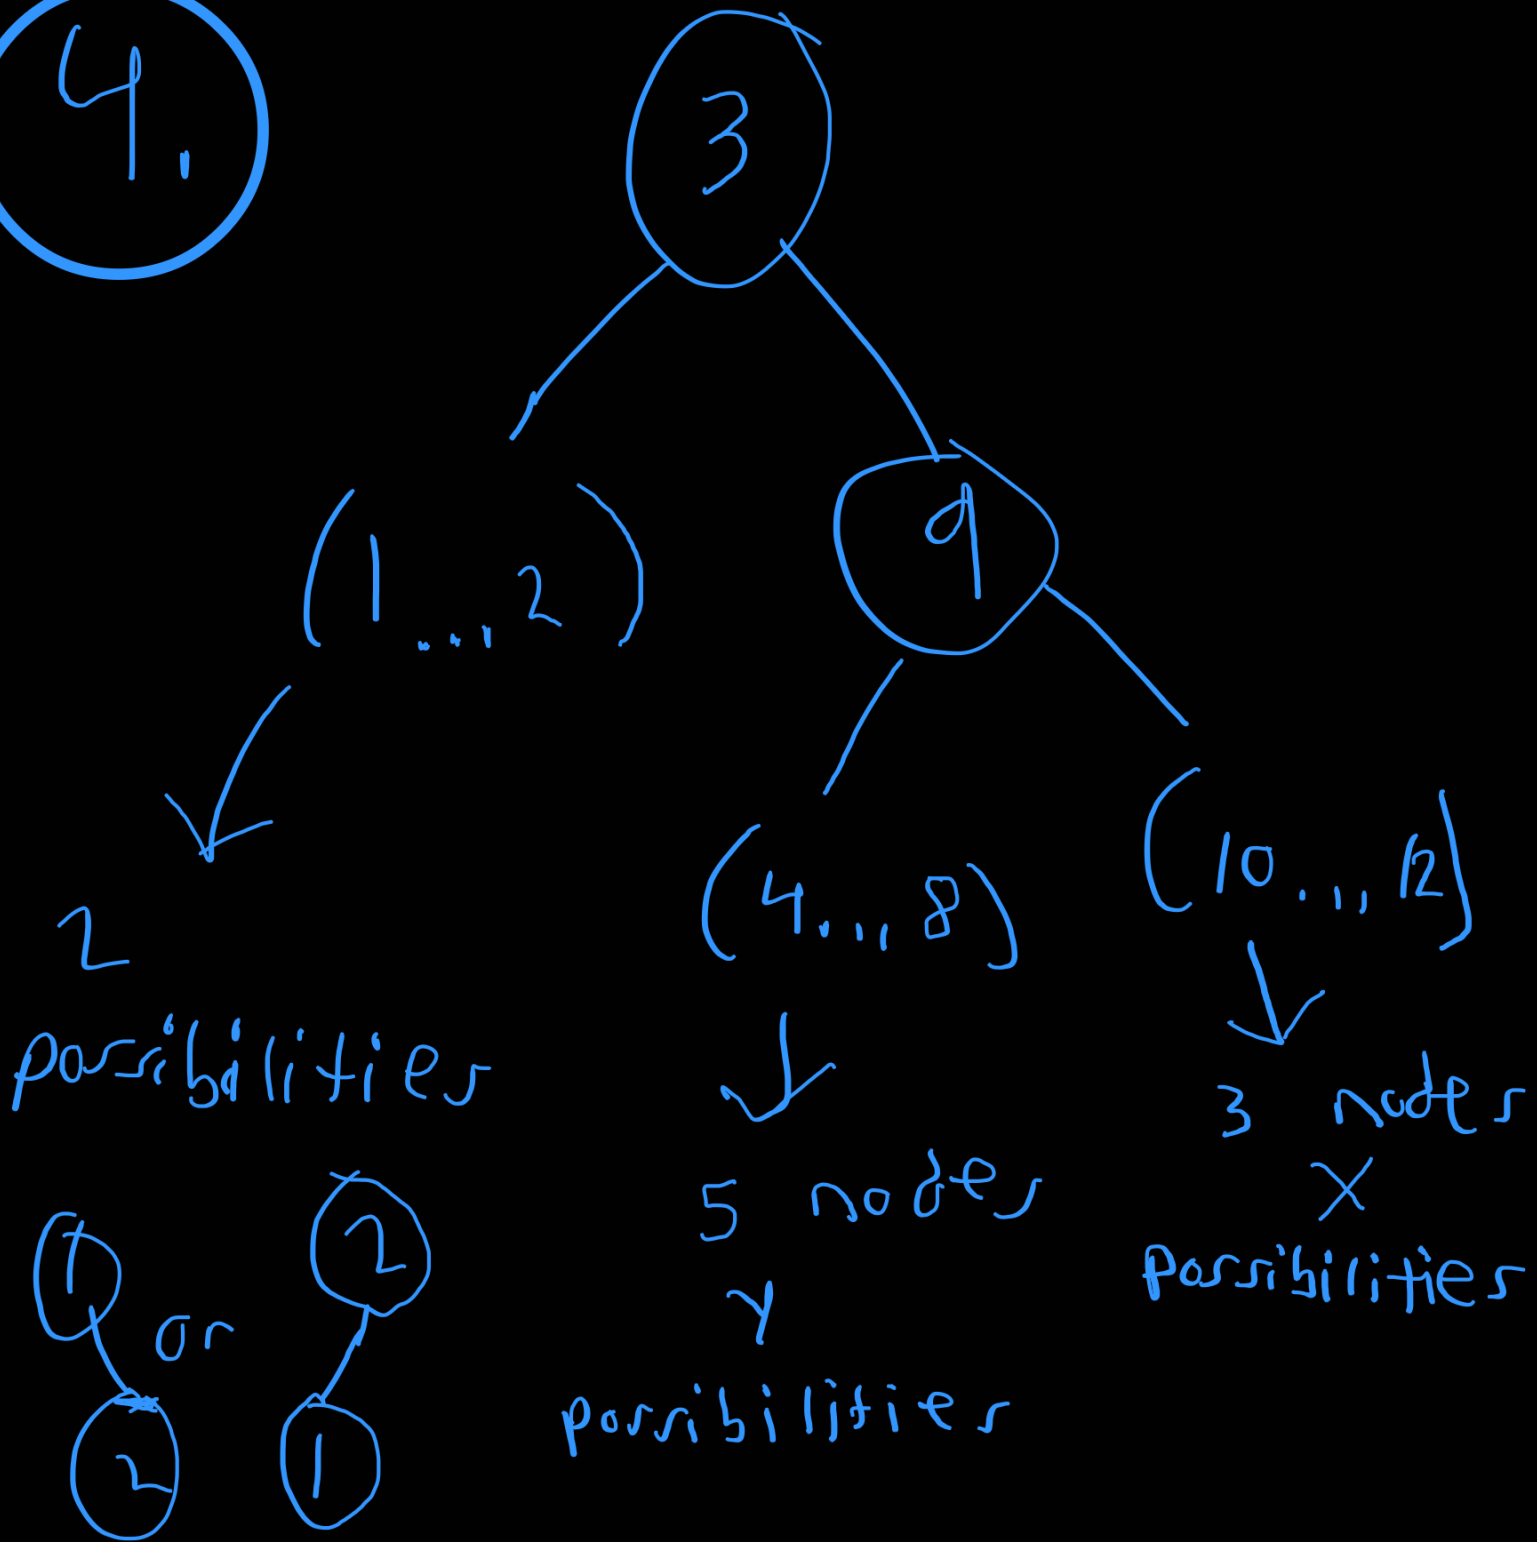 4.
3
(1...,2)
9
(4..,,8)
(10..,,12)
2
possibilities
5 nodes
Y
possibilities
3 nodes
X
possibilities
1
or
2
2
1